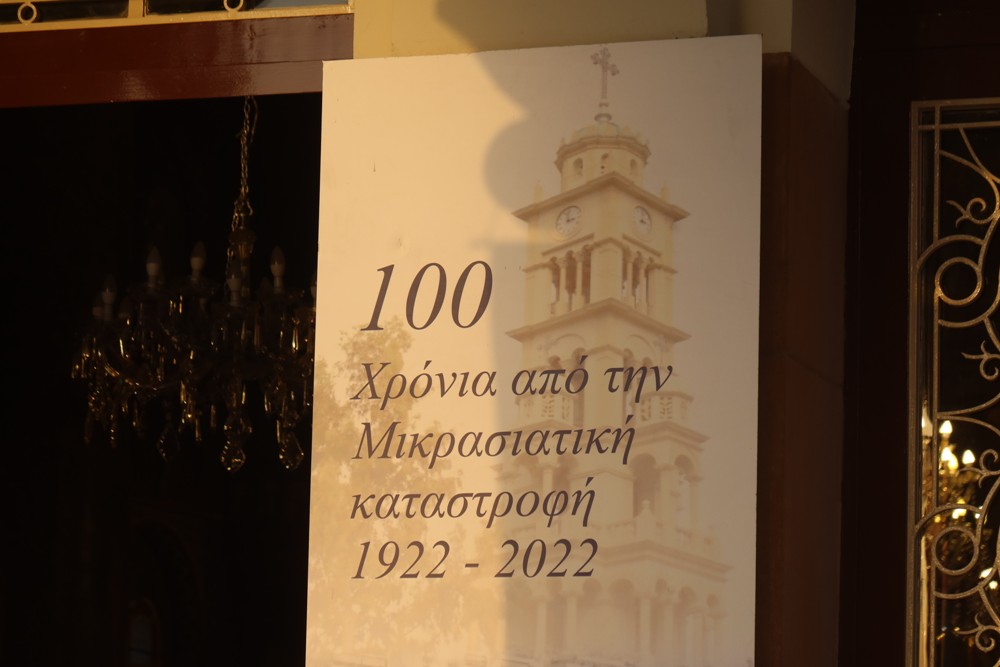 100
Χρόνια από την
Μικρασιατική
καταστροφή
1922 - 2022